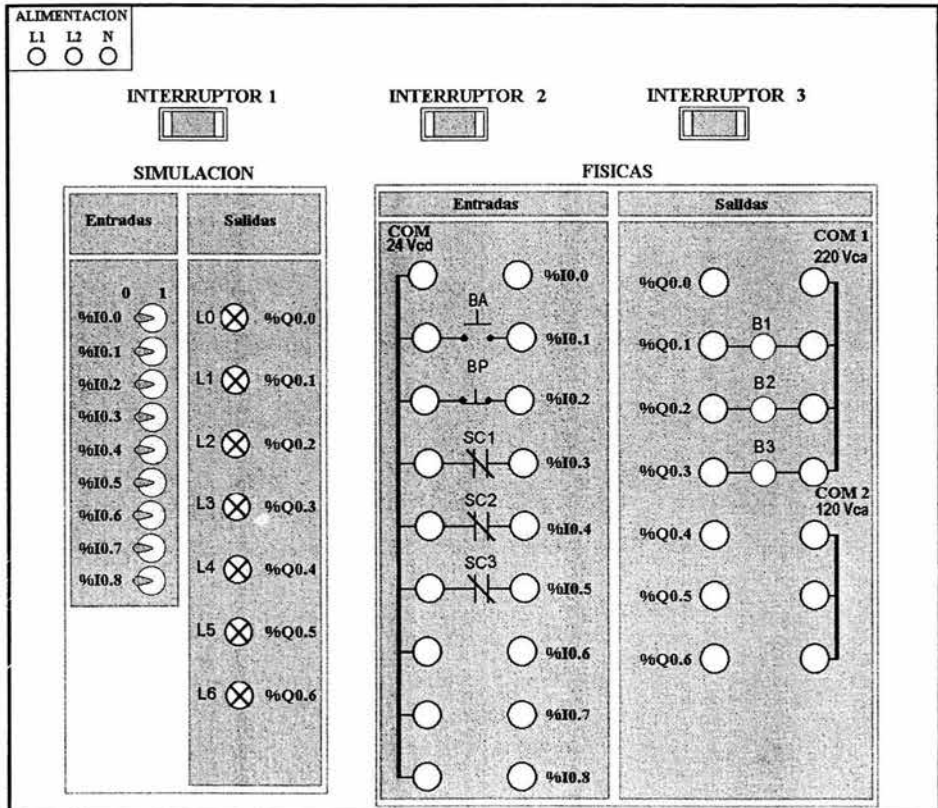 ALIMENTACION
L1 L2 N
INTERRUPTOR 1
INTERRUPTOR 2
INTERRUPTOR 3
SIMULACION
Entradas
Salidas
0 1
%I0.0
%I0.1
%I0.2
%I0.3
%I0.4
%I0.5
%I0.6
%I0.7
%I0.8
L0 %Q0.0
L1 %Q0.1
L2 %Q0.2
L3 %Q0.3
L4 %Q0.4
L5 %Q0.5
L6 %Q0.6
FISICAS
Entradas
COM
24 Vcd
%I0.0
BA
%I0.1
BP
%I0.2
SC1
%I0.3
SC2
%I0.4
SC3
%I0.5
%I0.6
%I0.7
%I0.8
Salidas
COM 1
220 Vca
%Q0.0
B1
%Q0.1
B2
%Q0.2
B3
%Q0.3
COM 2
120 Vca
%Q0.4
%Q0.5
%Q0.6